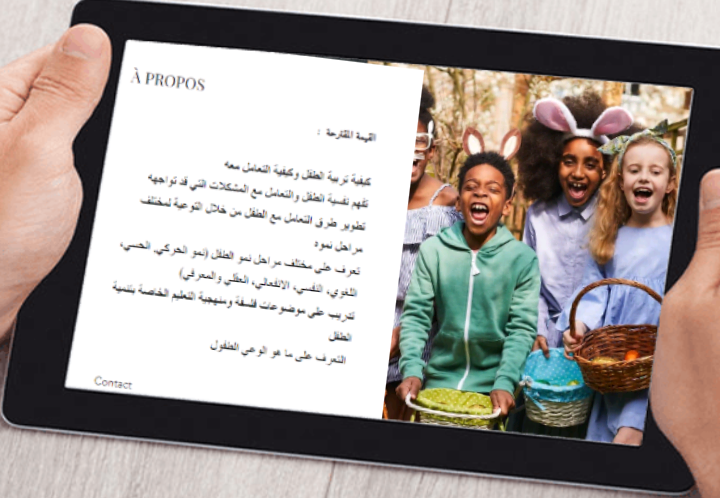 À PROPOS
القيمة المقترحة :
كيفية تربية الطفل وكيفية التعامل معه
تفهم نفسية الطفل والتعامل مع المشكلات التي قد تواجهه
تطوير طرق التعامل مع الطفل من خلال التوعية لمختلف
مراحل نموه
تعرف على مختلف مراحل نمو الطفل (نمو الحركي, الحسي,
اللغوي, النفسي, الانفعالي, العقلي والمعرفي)
تدريب على موضوعات فلسفة ومنهجية التعليم الخاصة بتنمية
الطفل
التعرف على ما هو الوعي الطفول
Contact